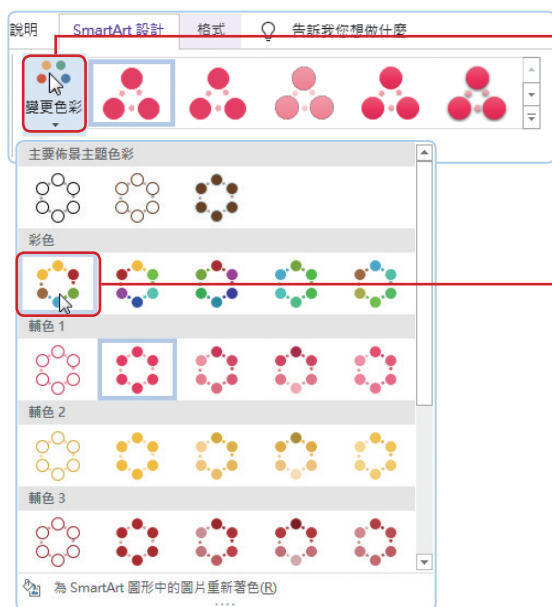 說明 SmartArt 設計 格式 告訴我您想做什麼
變更色彩
主要佈景主題色彩
彩色
輔色 1
輔色 2
輔色 3
為 SmartArt 圖形中的圖片重新著色(R)